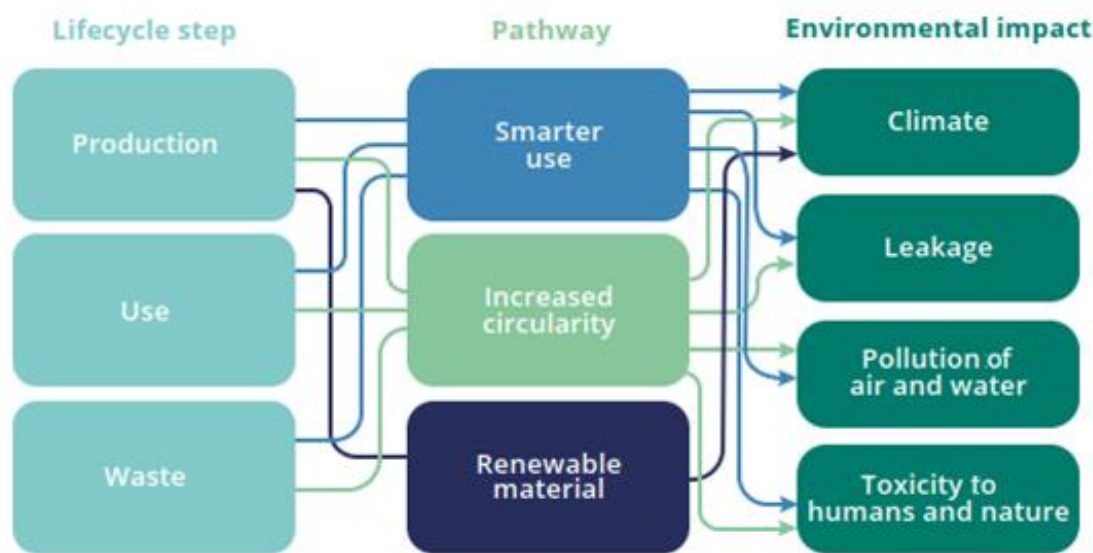 Lifecycle step
Pathway
Environmental impact
Production
Smarter
use
Climate
Leakage
Use
Increased
circularity
Pollution of
air and water
Waste
Renewable
material
Toxicity to
humans and nature